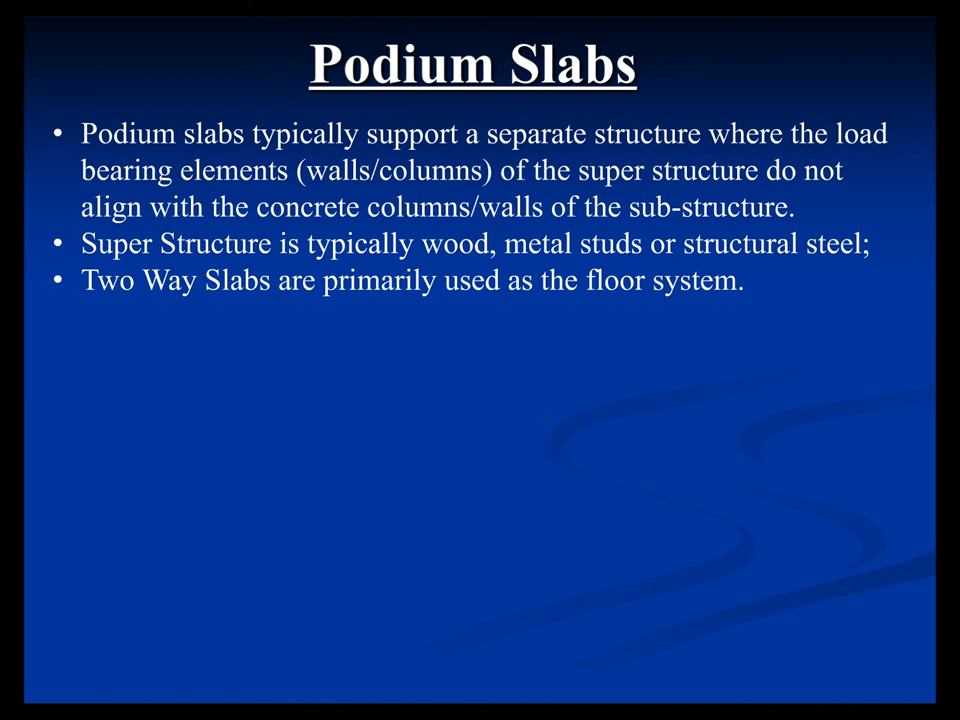 Podium Slabs
• Podium slabs typically support a separate structure where the load
bearing elements (walls/columns) of the super structure do not
align with the concrete columns/walls of the sub-structure.
• Super Structure is typically wood, metal studs or structural steel;
• Two Way Slabs are primarily used as the floor system.